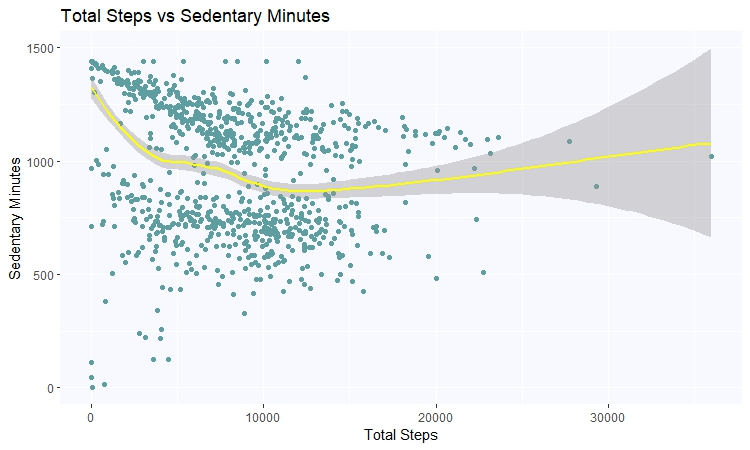 Total Steps vs Sedentary Minutes
1500
1000
500
0
Sedentary Minutes
0 10000 20000 30000
Total Steps